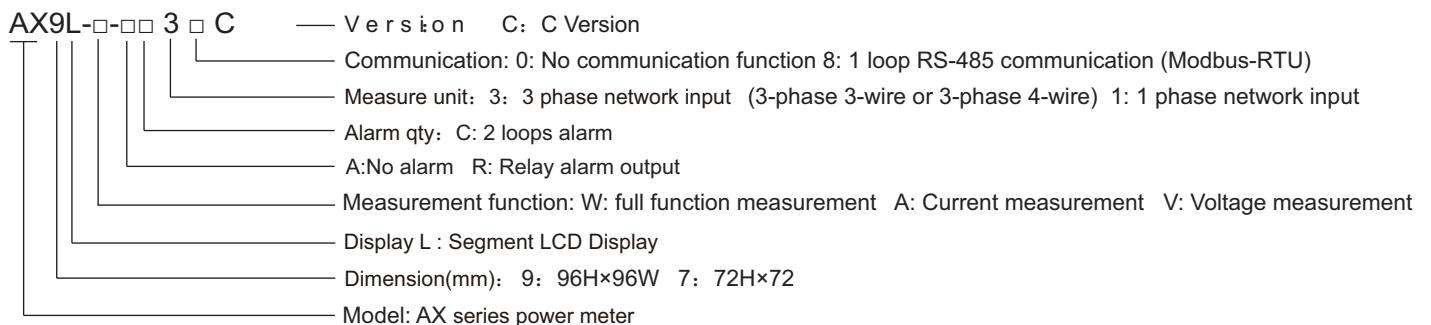 AX9L-□-□□ 3 □ C V e r s i o n C：C Version
Communication: 0: No communication function 8: 1 loop RS-485 communication (Modbus-RTU)
Measure unit：3：3 phase network input (3-phase 3-wire or 3-phase 4-wire) 1: 1 phase network input
Alarm qty：C: 2 loops alarm
A:No alarm R: Relay alarm output
Measurement function: W: full function measurement A: Current measurement V: Voltage measurement
Display L : Segment LCD Display
Dimension(mm)：9：96H×96W 7：72H×72
Model: AX series power meter